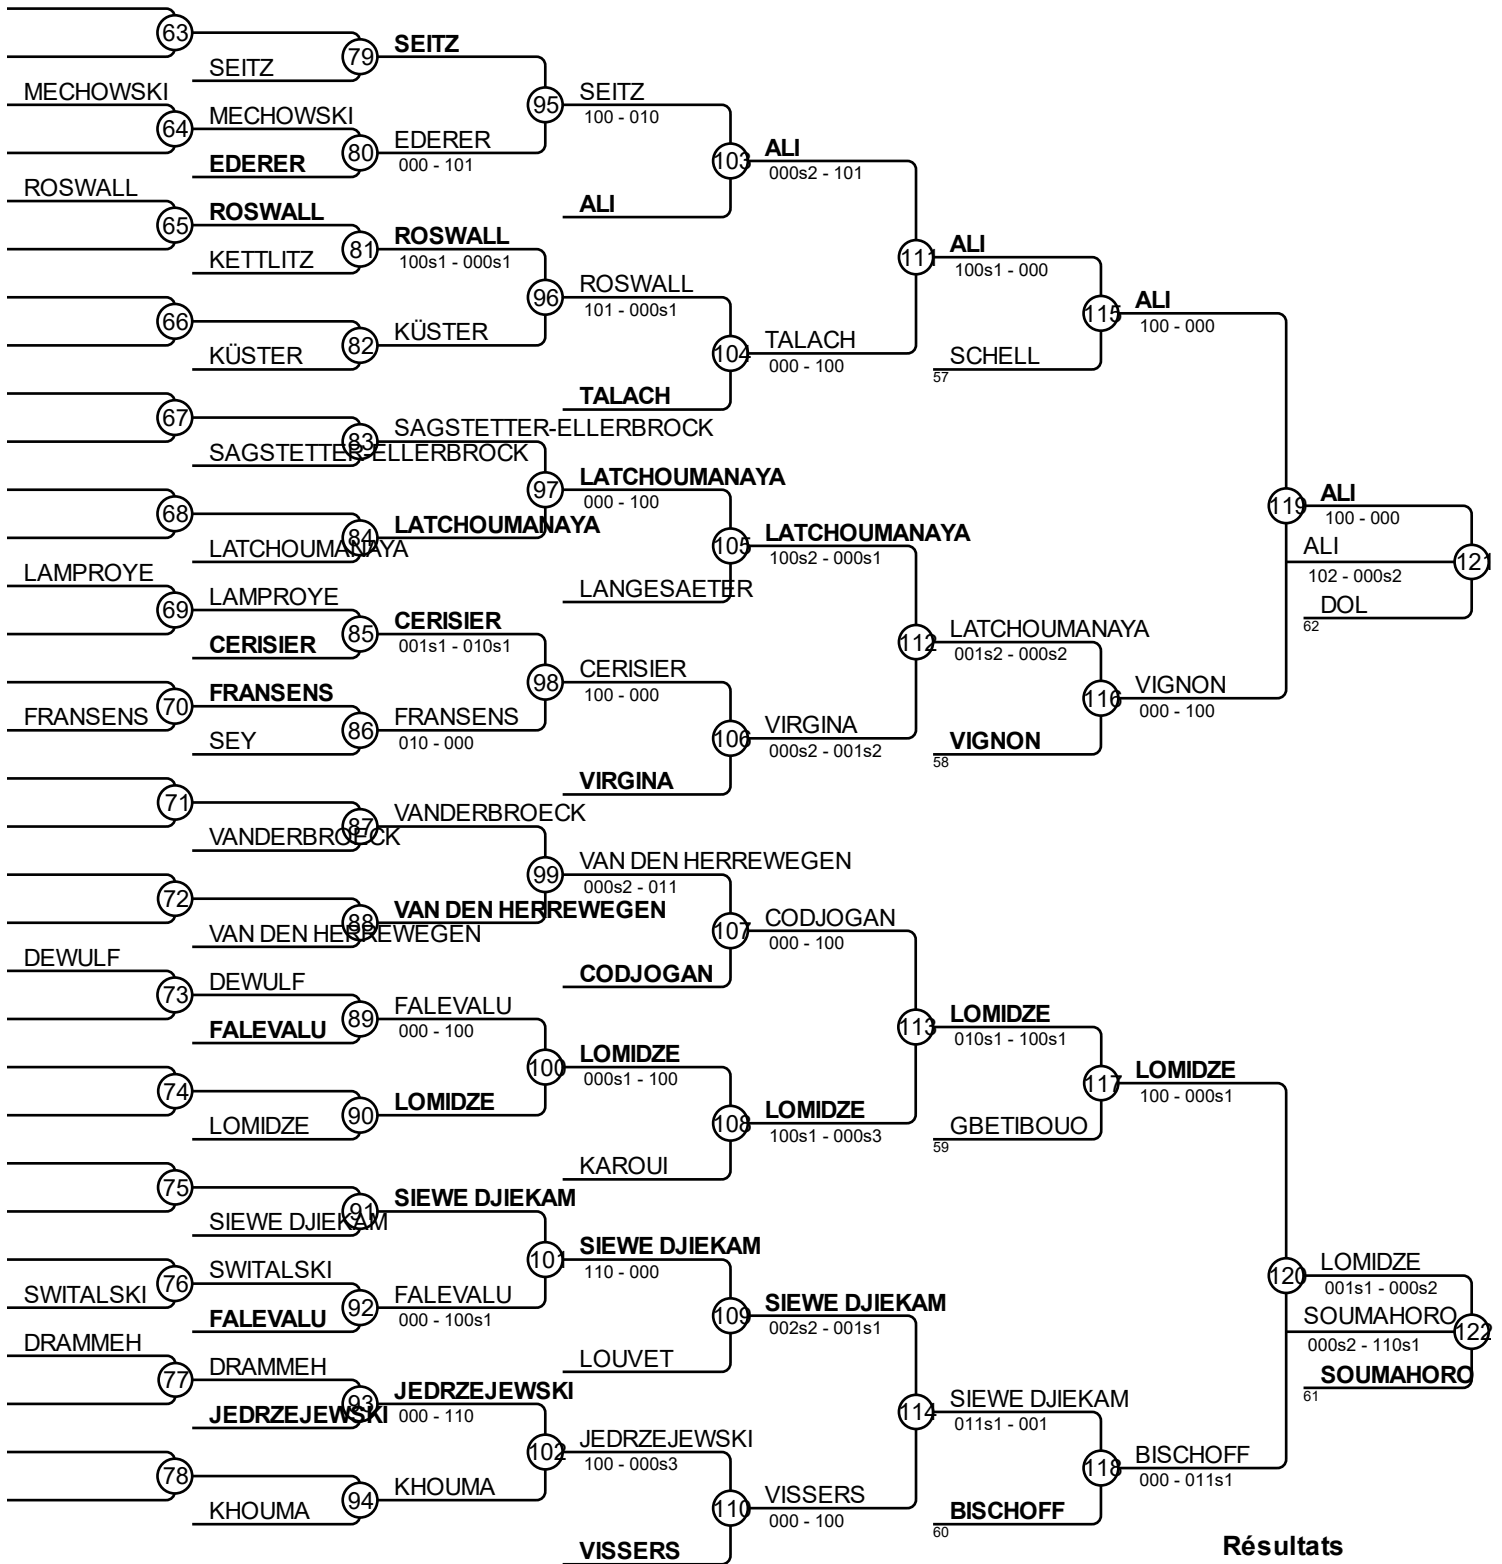 63
SEITZ
79
SEITZ
MECHOWSKI
64
MECHOWSKI
EDERER
80
EDERER
000 - 101
95
SEITZ
100 - 010
ALI
103
ALI
000s2 - 101
ROSWALL
65
ROSWALL
KETTLITZ
81
ROSWALL
100s1 - 000s1
66
KÜSTER
82
KÜSTER
96
ROSWALL
101 - 000s1
TALACH
104
TALACH
000 - 100
111
ALI
100s1 - 000
SCHELL
57
115
ALI
100 - 000
67
SAGSTETTER-ELLERBROCK
83
SAGSTETTER-ELLERBROCK
68
LATCHOUMANAYA
84
LATCHOUMANAYA
97
LATCHOUMANAYA
000 - 100
LANGESAETER
105
LATCHOUMANAYA
100s2 - 000s1
LAMPROYE
69
LAMPROYE
CERISIER
85
CERISIER
001s1 - 010s1
FRANSENS
70
FRANSENS
SEY
86
FRANSENS
010 - 000
98
CERISIER
100 - 000
VIRGINA
106
VIRGINA
000s2 - 001s2
112
LATCHOUMANAYA
001s2 - 000s2
VIGNON
58
116
VIGNON
000 - 100
119
ALI
100 - 000
ALI
102 - 000s2
DOL
62
121
71
VANDERBROECK
87
VANDERBROECK
72
VAN DEN HERREWEGEN
88
VAN DEN HERREWEGEN
99
VAN DEN HERREWEGEN
000s2 - 011
CODJOGAN
107
CODJOGAN
000 - 100
DEWULF
73
DEWULF
FALEVALU
89
FALEVALU
000 - 100
74
LOMIDZE
90
LOMIDZE
100
LOMIDZE
000s1 - 100
KAROUI
108
LOMIDZE
100s1 - 000s3
113
LOMIDZE
010s1 - 100s1
GBETIBOUO
59
117
LOMIDZE
100 - 000s1
75
SIEWE DJIEKAM
91
SIEWE DJIEKAM
SWITALSKI
76
SWITALSKI
FALEVALU
92
FALEVALU
000 - 100s1
101
SIEWE DJIEKAM
110 - 000
LOUVET
109
SIEWE DJIEKAM
002s2 - 001s1
DRAMMEH
77
DRAMMEH
JEDRZEJEWSKI
93
JEDRZEJEWSKI
000 - 110
78
KHOUMA
94
KHOUMA
102
JEDRZEJEWSKI
100 - 000s3
VISSERS
110
VISSERS
000 - 100
114
SIEWE DJIEKAM
011s1 - 001
BISCHOFF
60
118
BISCHOFF
000 - 011s1
120
LOMIDZE
001s1 - 000s2
SOUMAHORO
000s2 - 110s1
SOUMAHORO
61
122
Résultats